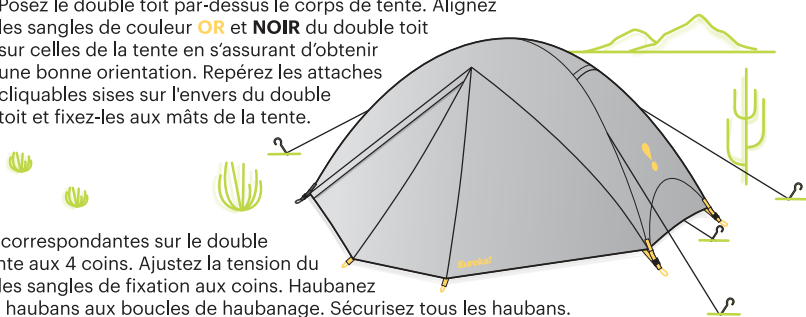 Posez le double toit par-dessus le corps de tente. Alignez
les sangles de couleur OR et NOIR du double toit
sur celles de la tente en s’assurant d’obtenir
une bonne orientation. Repérez les attaches
cliquables sises sur l'envers du double
toit et fixez-les aux mâts de la tente.
Eureka!
correspondantes sur le double
nte aux 4 coins. Ajustez la tension du
les sangles de fixation aux coins. Haubanez
haubans aux boucles de haubanage. Sécurisez tous les haubans.